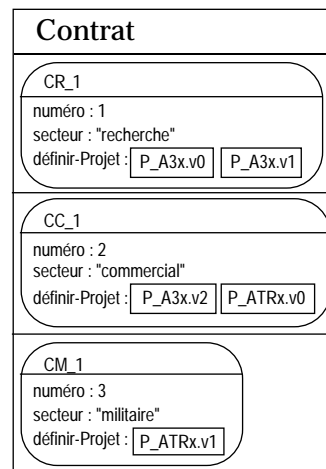 Contrat
CR_1
numéro : 1
secteur : "recherche"
définir-Projet : P_A3x.v0 P_A3x.v1
CC_1
numéro : 2
secteur : "commercial"
définir-Projet : P_A3x.v2 P_ATRx.v0
CM_1
numéro : 3
secteur : "militaire"
définir-Projet : P_ATRx.v1